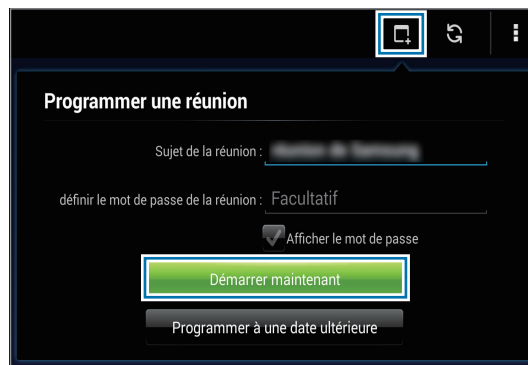 Programmer une réunion
Sujet de la réunion :
définir le mot de passe de la réunion : Facultatif
Afficher le mot de passe
Démarrer maintenant
Programmer à une date ultérieure